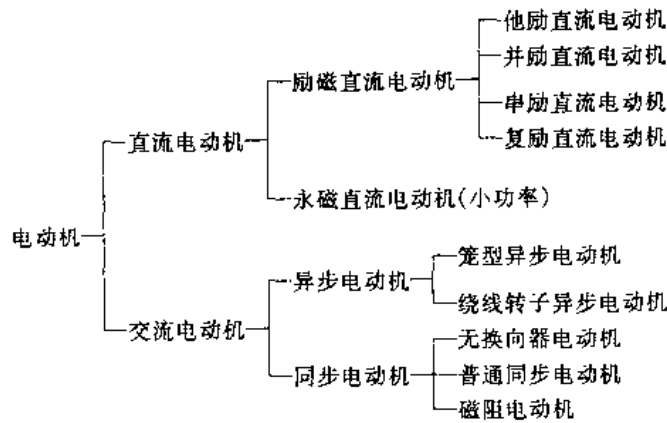 他励直流电动机
并励直流电动机
励磁直流电动机
串励直流电动机
直流电动机
复励直流电动机
永磁直流电动机(小功率)
电动机
笼型异步电动机
异步电动机
绕线转子异步电动机
交流电动机
无换向器电动机
同步电动机
普通同步电动机
磁阻电动机